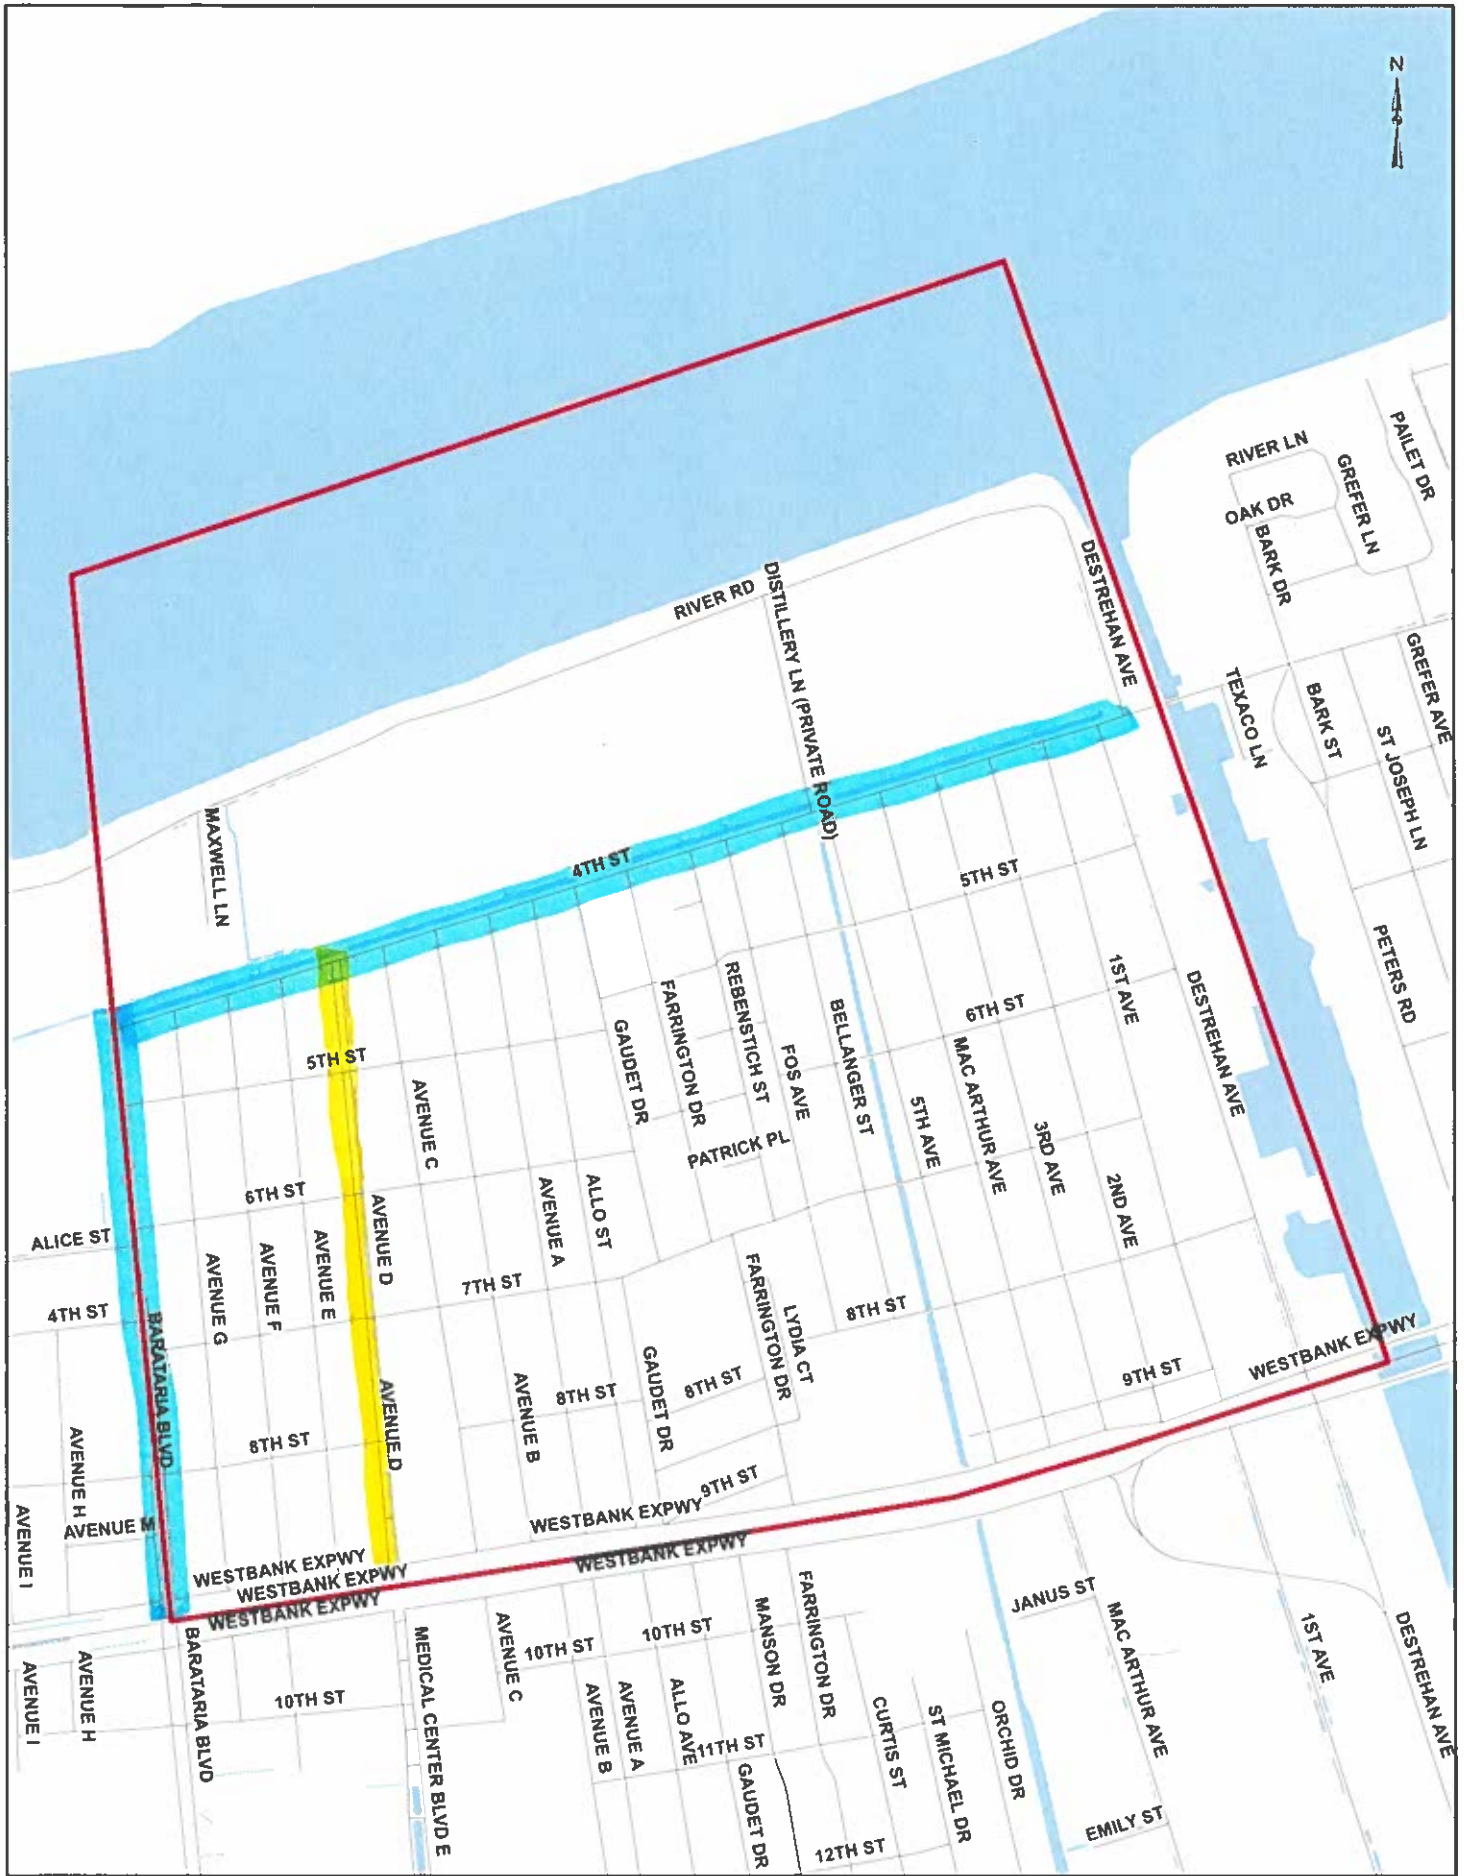 N
PAILET DR
RIVER LN
GREFER LN
OAK DR
BARK DR
DESTREHAN AVE
RIVER RD
DISTILLERY LN (PRIVATE ROAD)
GREFER AVE
TEXACO LN
BARK ST
ST JOSEPH LN
MAXWELL LN
4TH ST
5TH ST
PETERS RD
1ST AVE
DESTREHAN AVE
REBENSTICH ST
FARRINGTON DR
GAUDET DR
BELLANGER ST
6TH ST
FOS AVE
MAC ARTHUR AVE
5TH ST
AVENUE C
5TH AVE
3RD AVE
PATRICK PL
2ND AVE
6TH ST
AVENUE D
AVENUE A
ALLO ST
ALICE ST
AVENUE G
AVENUE F
AVENUE E
7TH ST
FARRINGTON DR
LYDIA CT
8TH ST
4TH ST
BARATARIA BLVD
WESTBANK EXPWY
GAUDET DR
8TH ST
9TH ST
AVENUE B
8TH ST
AVENUE D
AVENUE H
8TH ST
9TH ST
AVENUE I
AVENUE M
WESTBANK EXPWY
WESTBANK EXPWY
WESTBANK EXPWY
WESTBANK EXPWY
WESTBANK EXPWY
JANUS ST
MAC ARTHUR AVE
1ST AVE
DESTREHAN AVE
FARRINGTON DR
MANSON DR
10TH ST
10TH ST
AVENUE C
MEDICAL CENTER BLVD E
BARATARIA BLVD
AVENUE H
AVENUE I
10TH ST
AVENUE B
AVENUE A
ALLO AVE
11TH ST
GAUDET DR
CURTIS ST
ST MICHAEL DR
ORCHID DR
EMILY ST
12TH ST